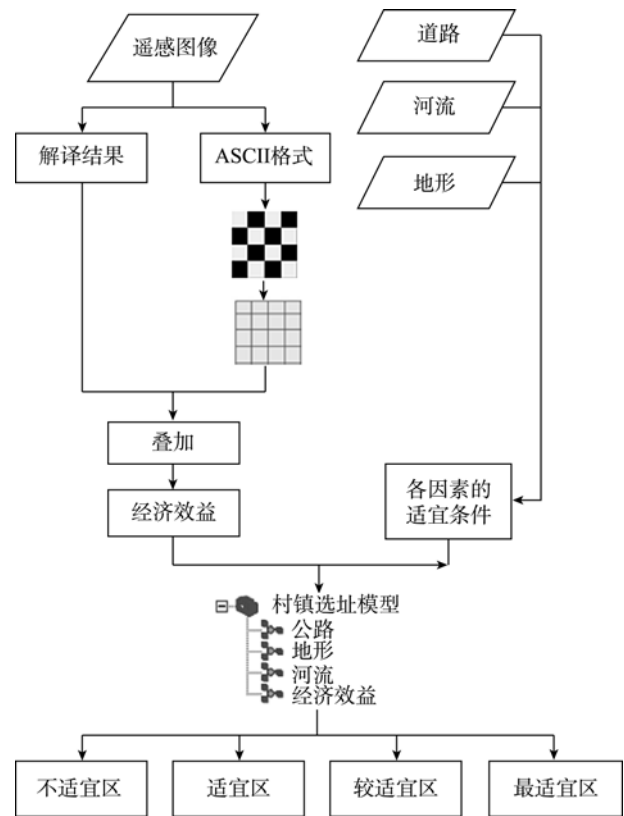 遥感图像
道路
河流
解译结果
ASCII格式
地形
叠加
经济效益
各因素的
适宜条件
村镇选址模型
公路
地形
河流
经济效益
不适宜区
适宜区
较适宜区
最适宜区